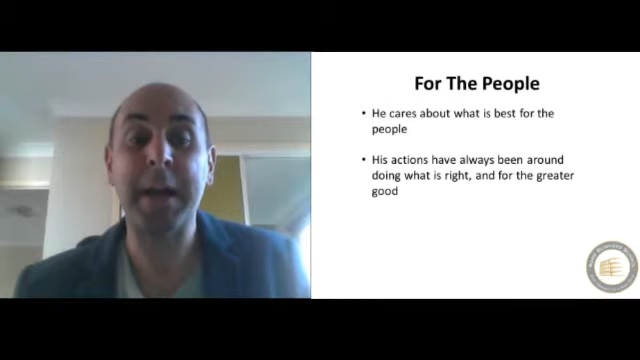 For The People
• He cares about what is best for the
people
• His actions have always been around
doing what is right, and for the greater
good